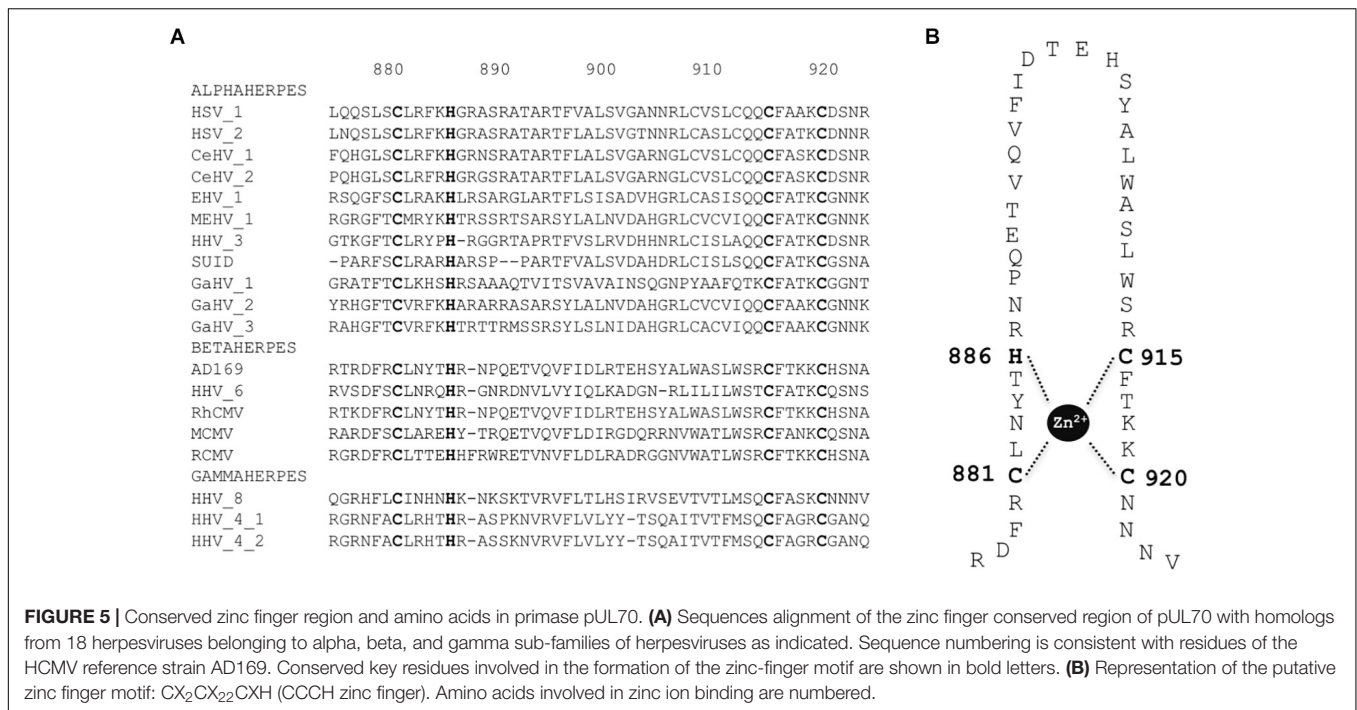 A
880 890 900 910 920
ALPHAHERPES
HSV_1 LQQSLSCLRFKHGRASRATARTFVALSVGANNRLCVSLCQQCFAAKCDSNR
HSV_2 LNQSLSCLRFKHGRASRATARTFLALSVGTNNRLCASLCQQCFATKCDNNR
CeHV_1 FQHGLSCLRFKHGRNSRATARTFLALSVGARNGLCVSLCQQCFASKCDSNR
CeHV_2 PQHGLSCLRFRHGRGSRATARTFVALSVGARNRLCVSLCQQCFASKCDSNR
EHV_1 RSQGFSCLRAKHLRSARGLARTFLSISADVHGRLCASISQQCFATKCGNNK
MEHV_1 RGRGFTCMRYKHTRSSRTSARSYLALNVDAHGRLCVCVIQQCFATKCGNNK
HHV_3 GTKGFTCLRYPH-RGGRTAPRTFVSLRVDHHNRLCISLAQQCFATKCDSNR
SUID -PARFSCLRARHARSP--PARTFVALSVDAHDRLCISLSQQCFATKCGSNA
GaHV_1 GRATFTCLKHSHRSAAAQTVITSVAVAINSQGNPYAAFQTKCFATKCGGNT
GaHV_2 YRHGFTCVRFKHARARRASARSYLALNVDAHGRLCVCVIQQCFAAKCGNNK
GaHV_3 RAHGFTCVRFKHTRTTRMSSRSYLSLNIDAHGRLCACVIQQCFAAKCGNNK
BETAHERPES
AD169 RTRDFRCLNYTHR-NPQETVQVFIDLRTEHSYALWASLWSRCFTKKCHSNA
HHV_6 RVSDFSCLNRQHR-GNRDNVLVYIQLKADGN-RLILILWSTCFATKCQSNS
RhCMV RTKDFRCLNYTHR-NPQETVQVFIDLRTEHSYALWASLWSRCFTKKCHSNA
MCMV RARDFSCLAREHY-TRQETVQVFLDIRGDQRRNVWATLWSRCFANKCQSNA
RCMV RGRDFRCLTTEHHFRWRETVNVFLDLRADRGGNVWATLWSRCFTKKCHSNA
GAMMAHERPES
HHV_8 QGRHFLCINHNHK-NKSKTVRVFLTLHSIRVSEVTVTLMSQCFASKCNNNV
HHV_4_1 RGRNFACLRHTHR-ASPKNVRVFLVLYY-TSQAITVTFMSQCFAGRCGANQ
HHV_4_2 RGRNFACLRHTHR-ASSKNVRVFLVLYY-TSQAITVTFMSQCFAGRCGANQ
B
D T E H
I S
F Y
V A
Q L
V W
T A
E S
Q L
P W
N S
R R
886 H C 915
T F
Y T
N Zn2+ K
L K
881 C C 920
R N
F N
R D N V
FIGURE 5 | Conserved zinc finger region and amino acids in primase pUL70. (A) Sequences alignment of the zinc finger conserved region of pUL70 with homologs
from 18 herpesviruses belonging to alpha, beta, and gamma sub-families of herpesviruses as indicated. Sequence numbering is consistent with residues of the
HCMV reference strain AD169. Conserved key residues involved in the formation of the zinc-finger motif are shown in bold letters. (B) Representation of the putative
zinc finger motif: CX2CX22CXH (CCCH zinc finger). Amino acids involved in zinc ion binding are numbered.